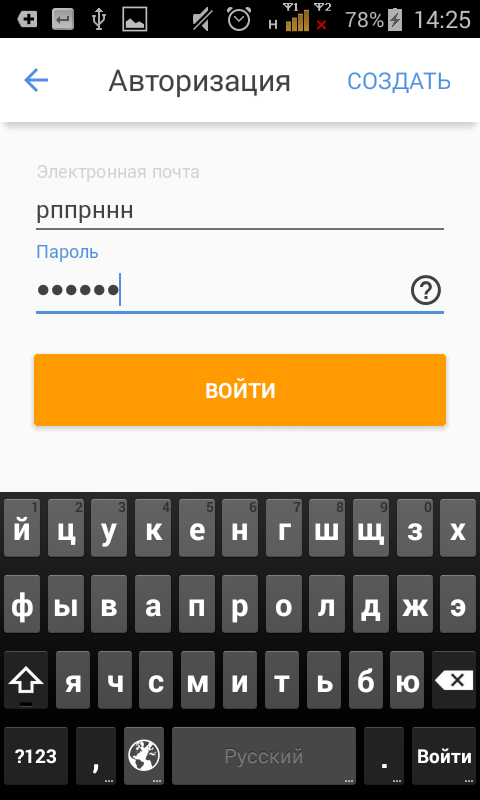 H 1 2 78% 14:25
Авторизация СОЗДАТЬ
Электронная почта
рппрннн
Пароль
••••••
ВОЙТИ
1 2 3 4 5 6 7 8 9 0
й ц у к е н г ш щ з х
ф ы в а п р о л д ж э
я ч с м и т ь б ю
?123 , Русский . Войти